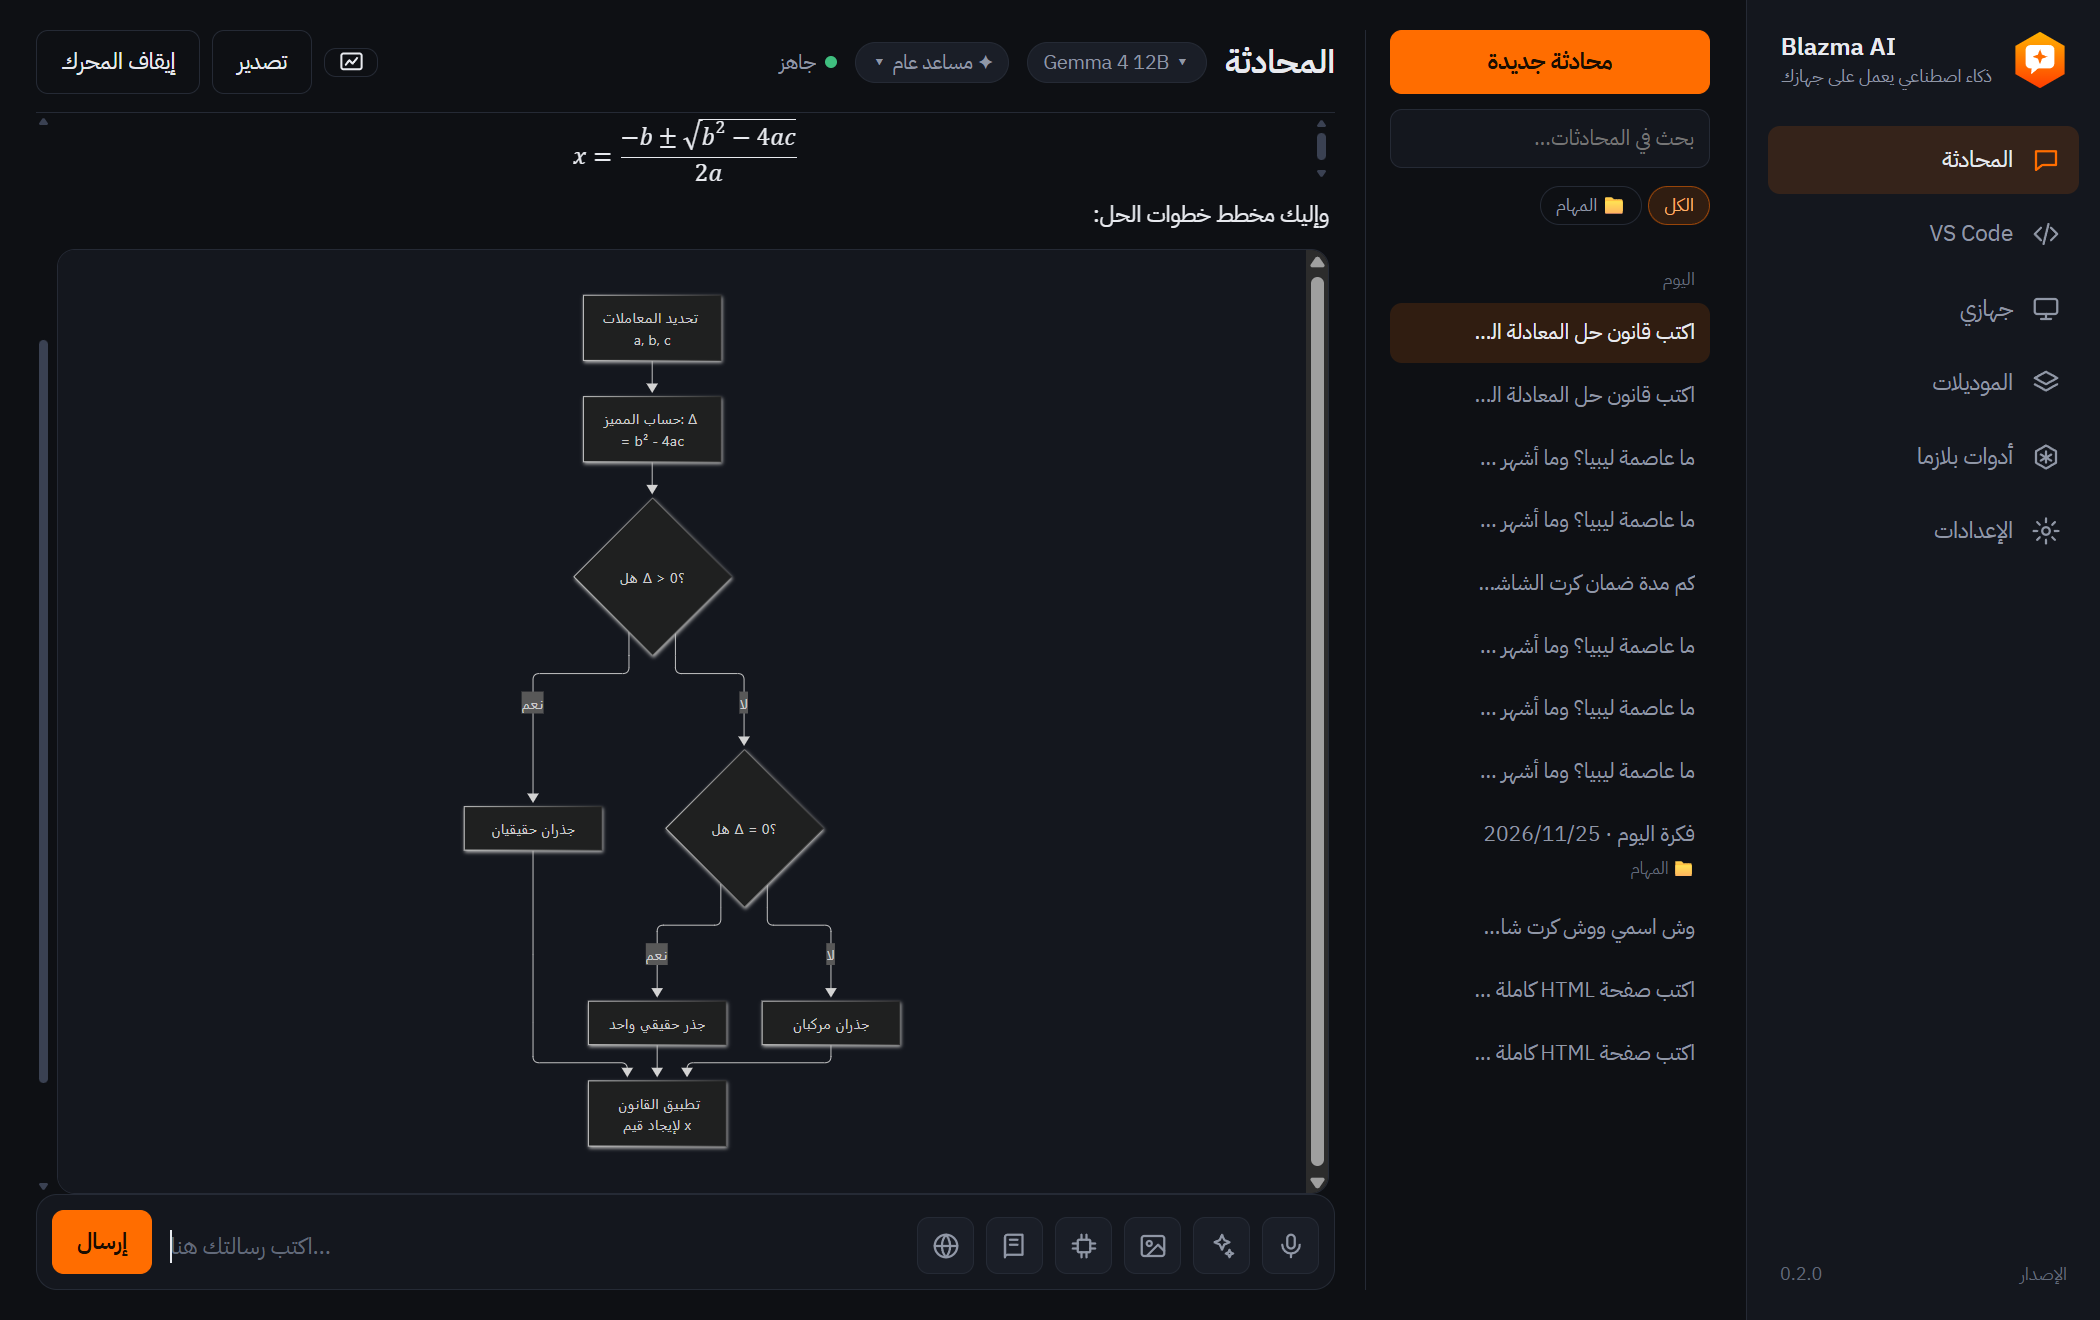 Blazma AI
ذكاء اصطناعي يعمل على جهازك
المحادثة
VS Code
جهازي
الموديلات
أدوات بلازما
الإعدادات
الإصدار 0.2.0
محادثة جديدة
بحث في المحادثات...
الكل
المهام
اليوم
اكتب قانون حل المعادلة الـ...
اكتب قانون حل المعادلة الـ...
ما عاصمة ليبيا؟ وما أشهر ...
ما عاصمة ليبيا؟ وما أشهر ...
كم مدة ضمان كرت الشاشـ...
ما عاصمة ليبيا؟ وما أشهر ...
ما عاصمة ليبيا؟ وما أشهر ...
ما عاصمة ليبيا؟ وما أشهر ...
فكرة اليوم · 2026/11/25
المهام
وش اسمي ووش كرت شا...
اكتب صفحة HTML كاملة ...
اكتب صفحة HTML كاملة ...
المحادثة
Gemma 4 12B
مساعد عام
جاهز
تصدير
إيقاف المحرك
x = (−b ± √(b² − 4ac)) / 2a
وإليك مخطط خطوات الحل:
تحديد المعاملات
a, b, c
حساب المميز: Δ
= b² - 4ac
هل Δ > 0؟
نعم
لا
جذران حقيقيان
هل Δ = 0؟
نعم
لا
جذر حقيقي واحد
جذران مركبان
تطبيق القانون
لإيجاد قيم x
اكتب رسالتك هنا...
إرسال